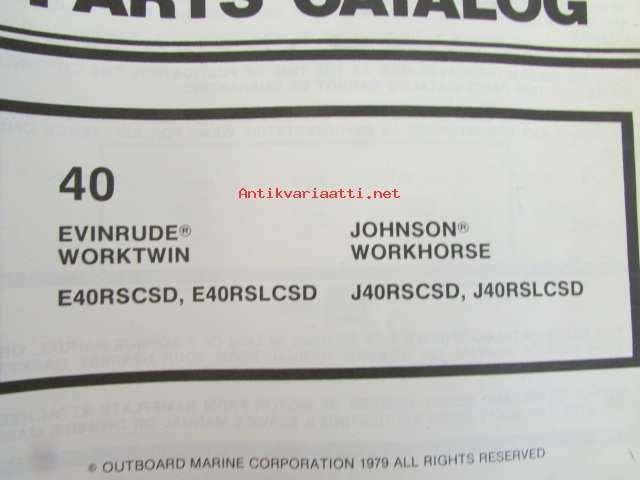 PARTS CATALOG
40
Antikvariaatti.net
EVINRUDE® JOHNSON®
WORKTWIN WORKHORSE
E40RSCSD, E40RSLCSD J40RSCSD, J40RSLCSD
© OUTBOARD MARINE CORPORATION 1979 ALL RIGHTS RESERVED